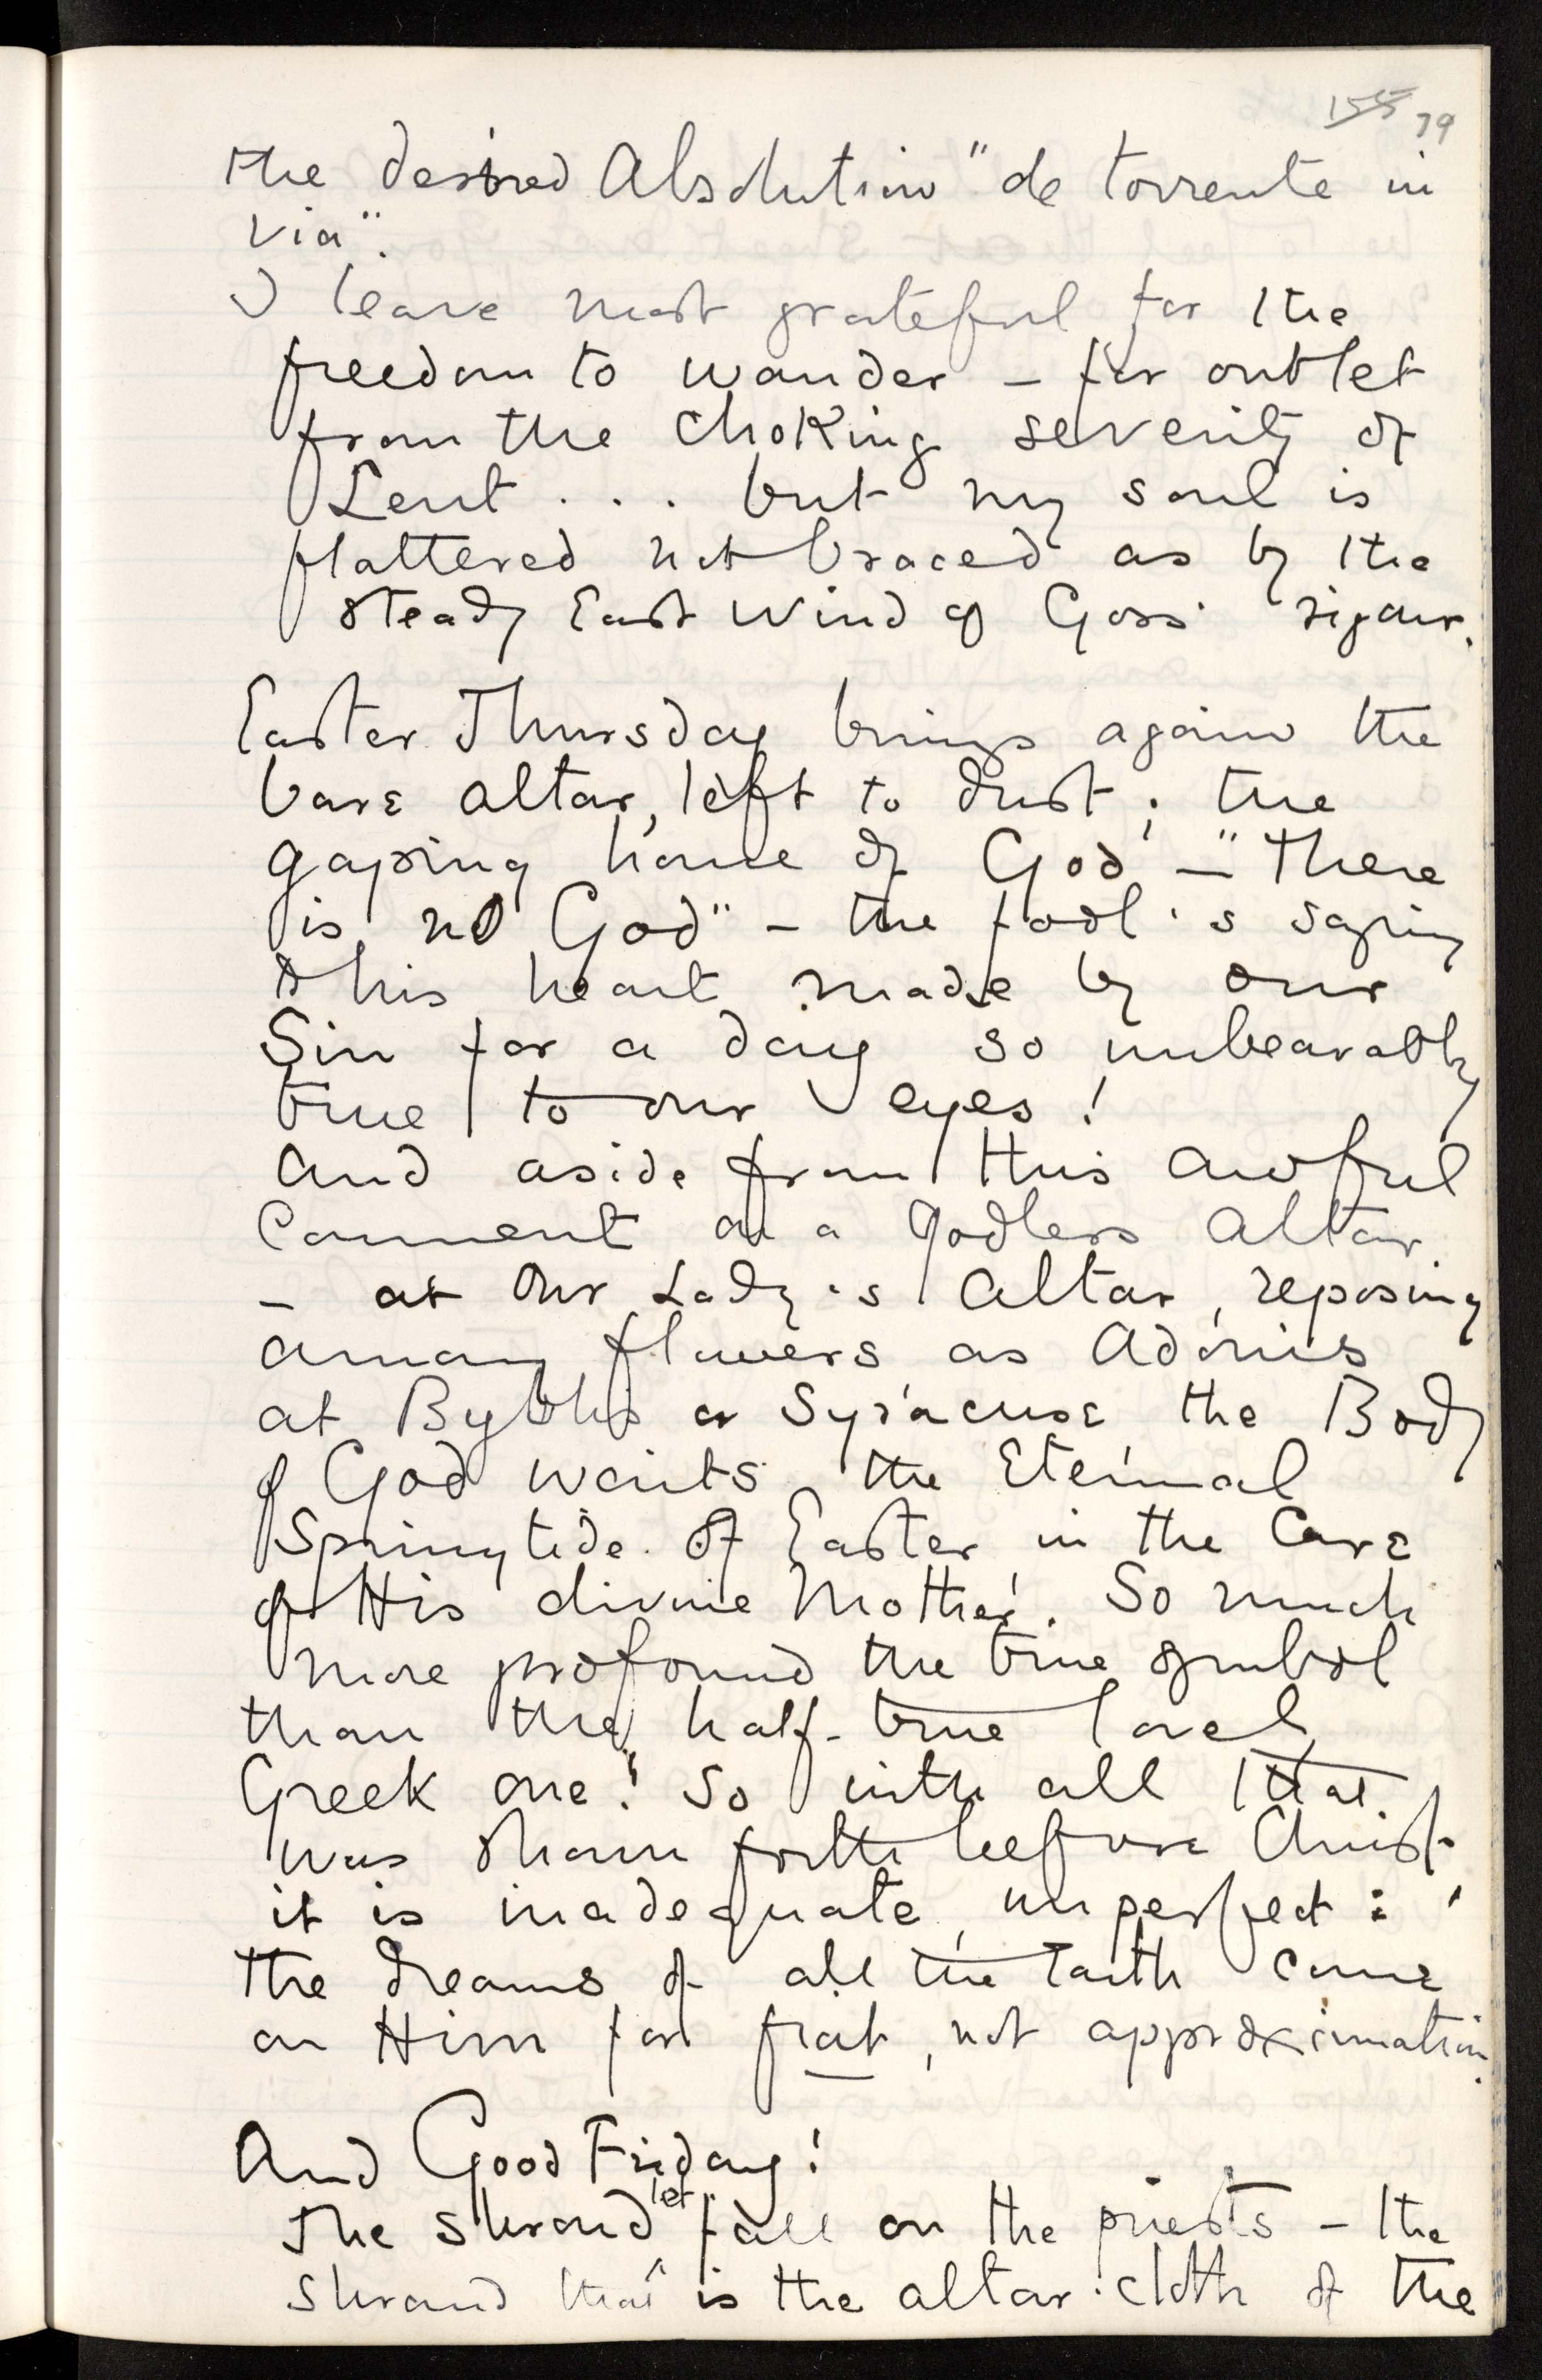 155 79
the desired Absolution "de torrente in
via".
I leave most grateful for the
freedom to wander – for outlet
from the choking severity of
Lent . . . but my soul is
flattered not braced as by the
steady East Wind of Goss' rigour.
Easter Thursday brings again the
bare altar, left to dust; the
gaping house of God – "There
is no God" – the fool's saying
of his heart made by our
Sin for a day so unbearably
true to our eyes!
And aside from this awful
Comment on a Godless Altar
– at Our Lady's Altar, reposing
among flowers as Adonis
at Byblis or Syracuse the Body
of God waits the Eternal
Springtide of Easter in the Care
of His divine Mother. So much
more profound the true symbol
than the half-true lovely
Greek one! So with all that
was shown forth before Christ
it is inadequate, imperfect:
the dreams of all the Earth come
on Him for fiat, not approximation.
And Good Friday!
The shroud let fall on the priests – the
shroud that is the altar-cloth of the